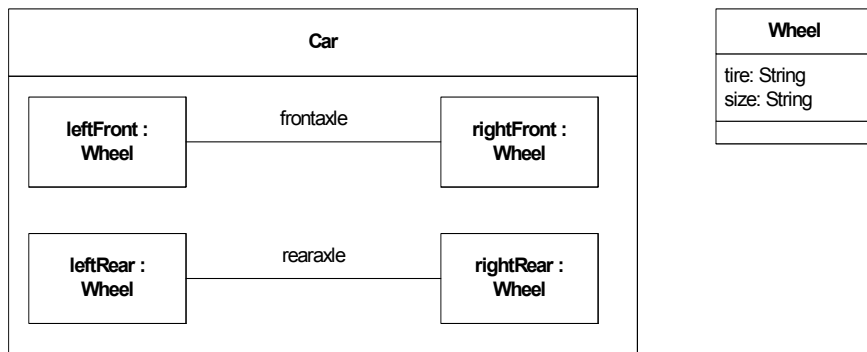 Car
leftFront :
Wheel
frontaxle
rightFront :
Wheel
leftRear :
Wheel
rearaxle
rightRear :
Wheel
Wheel
tire: String
size: String